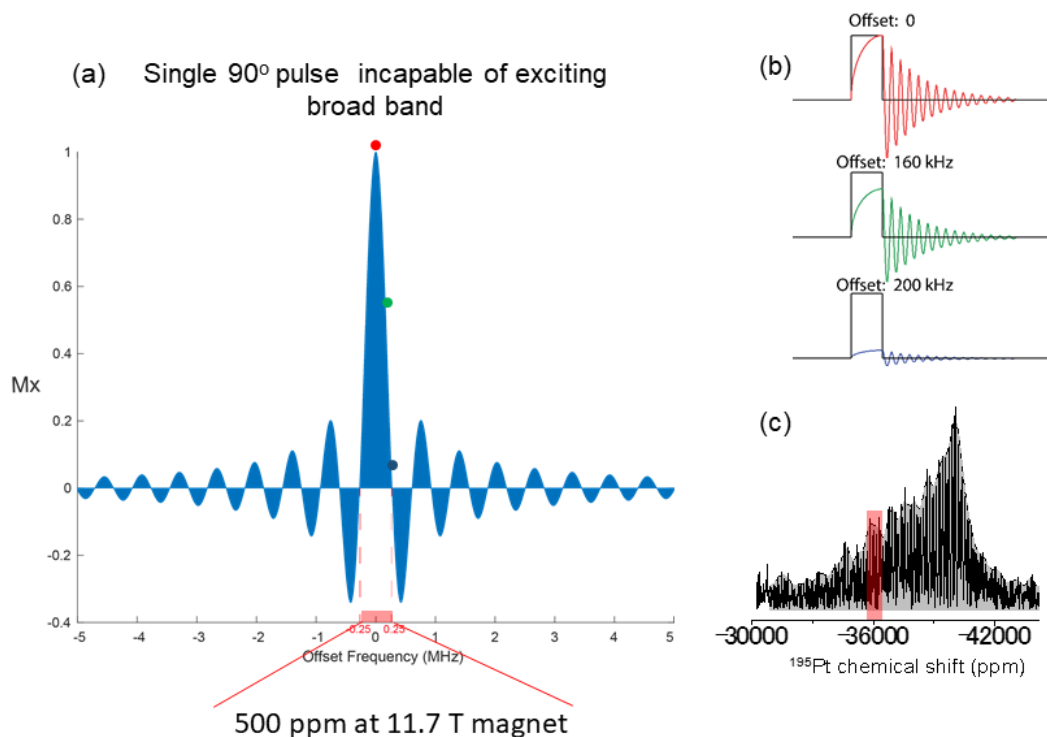 (a) Single 90° pulse incapable of exciting
broad band
1
0.8
0.6
0.4
0.2
0
-0.2
-0.4
Mx
-5 -4 -3 -2 -1 0 1 2 3 4 5
-0.25 0.25
Offset Frequency (MHz)
500 ppm at 11.7 T magnet
(b)
Offset: 0
Offset: 160 kHz
Offset: 200 kHz
(c)
-30000 -36000 -42000
¹⁹⁵Pt chemical shift (ppm)